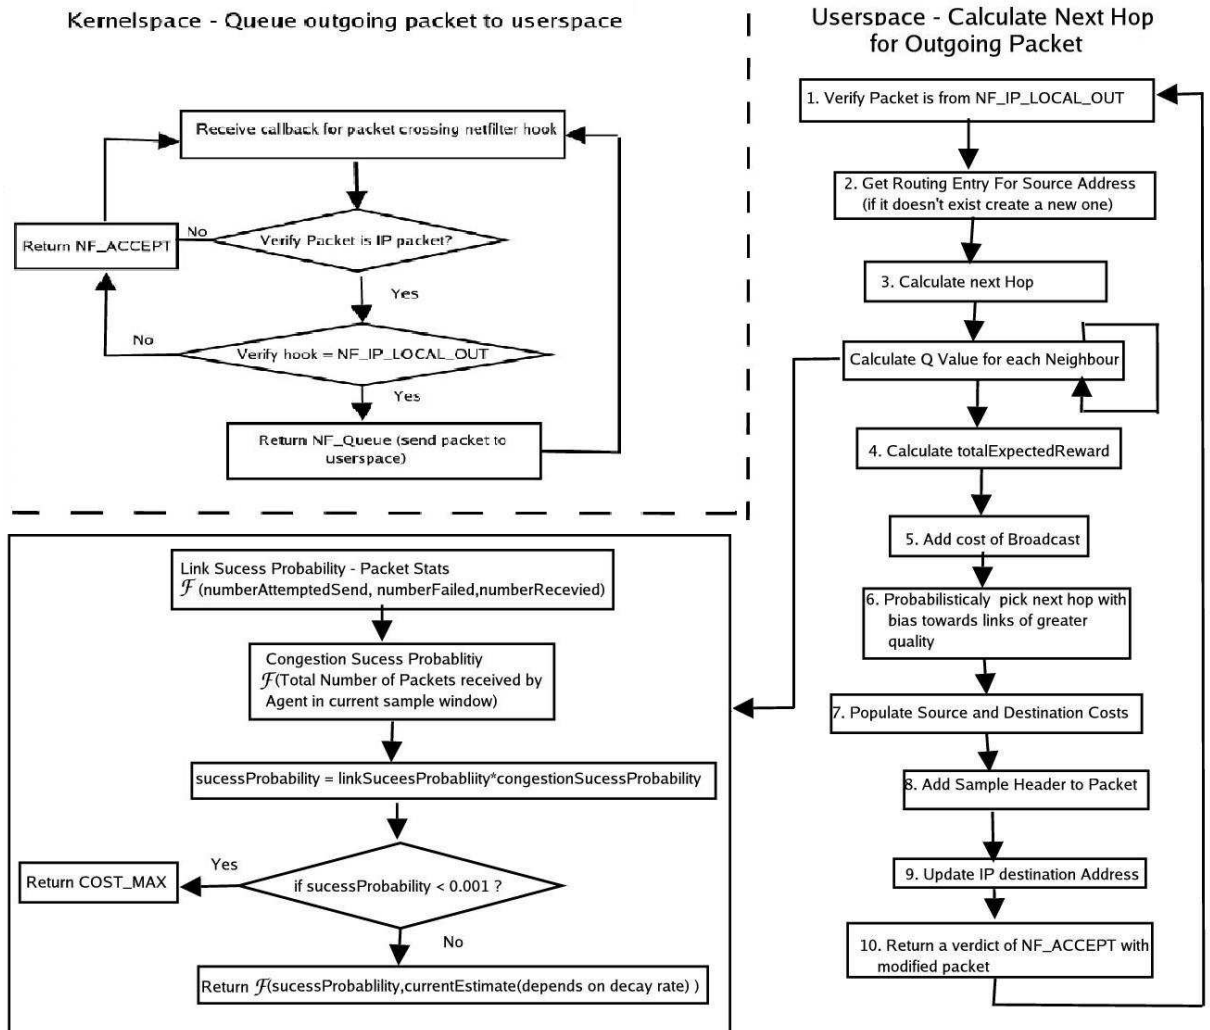 Kernelspace - Queue outgoing packet to userspace
Receive callback for packet crossing netfilter hook
Return NF_ACCEPT
No
Verify Packet is IP packet?
Yes
No
Verify hook = NF_IP_LOCAL_OUT
Yes
Return NF_Queue (send packet to
userspace)
Userspace - Calculate Next Hop
for Outgoing Packet
1. Verify Packet is from NF_IP_LOCAL_OUT
2. Get Routing Entry For Source Address
(if it doesn't exist create a new one)
3. Calculate next Hop
Calculate Q Value for each Neighbour
4. Calculate totalExpectedReward
5. Add cost of Broadcast
6. Probabilisticaly pick next hop with
bias towards links of greater
quality
7. Populate Source and Destination Costs
8. Add Sample Header to Packet
9. Update IP destination Address
10. Return a verdict of NF_ACCEPT with
modified packet
Link Sucess Probability - Packet Stats
ℱ (numberAttemptedSend, numberFailed,numberRecevied)
Congestion Sucess Probablitiy
ℱ(Total Number of Packets received by
Agent in current sample window)
sucessProbability = linkSuceesProbabliity*congestionSucessProbability
Yes
Return COST_MAX
if sucessProbability < 0.001 ?
No
Return ℱ(sucessProbablility,currentEstimate(depends on decay rate) )